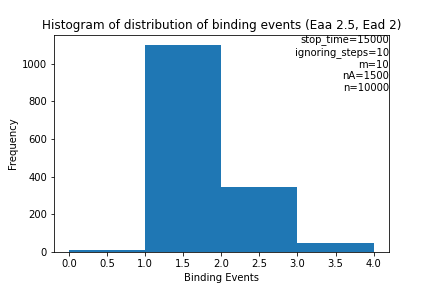 Histogram of distribution of binding events (Eaa 2.5, Ead 2)
stop_time=15000
ignoring_steps=10
m=10
nA=1500
n=10000
1000
800
600
400
200
0
Frequency
0.0 0.5 1.0 1.5 2.0 2.5 3.0 3.5 4.0
Binding Events